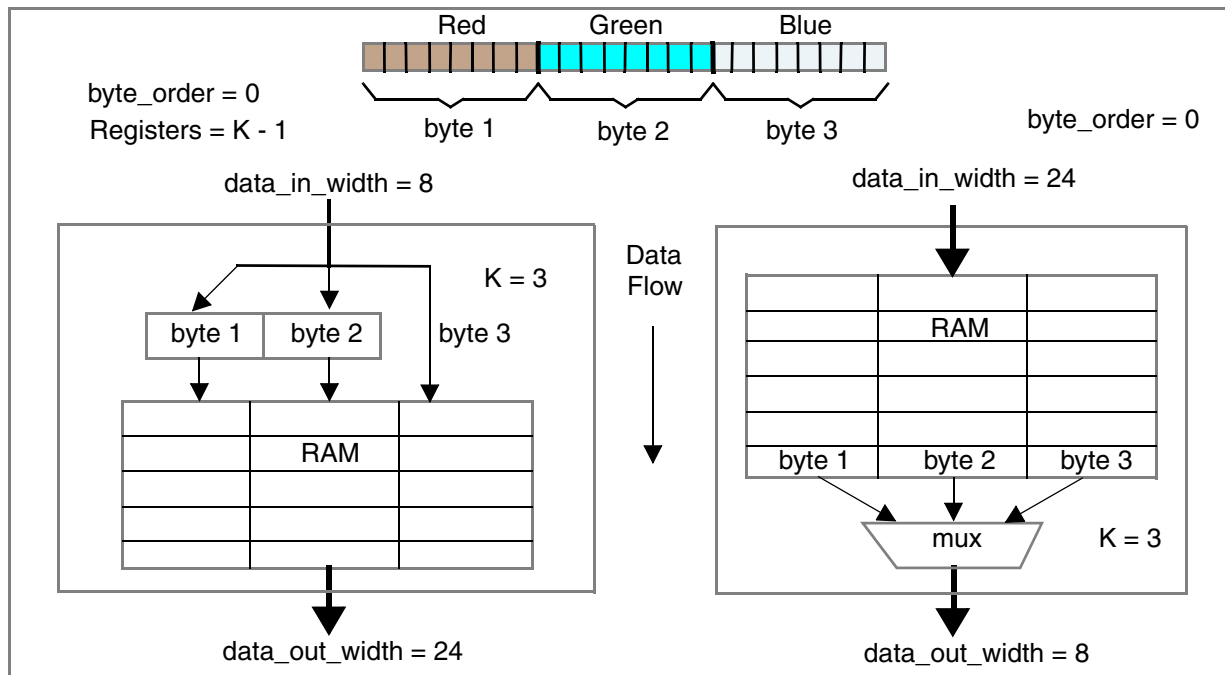 Red Green Blue
byte_order = 0
Registers = K - 1
byte 1 byte 2 byte 3
byte_order = 0
data_in_width = 8
K = 3
byte 1 byte 2 byte 3
RAM
data_out_width = 24
Data
Flow
data_in_width = 24
RAM
byte 1 byte 2 byte 3
mux
K = 3
data_out_width = 8